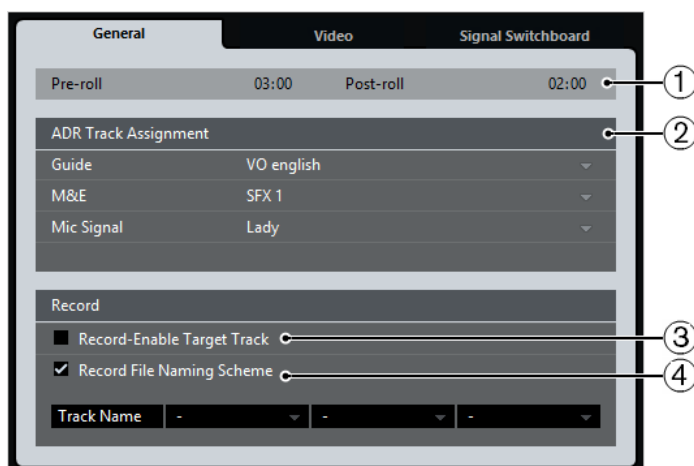 General Video Signal Switchboard
Pre-roll 03:00 Post-roll 02:00 1
ADR Track Assignment 2
Guide VO english
M&E SFX 1
Mic Signal Lady
Record
Record-Enable Target Track 3
Record File Naming Scheme 4
Track Name - - -